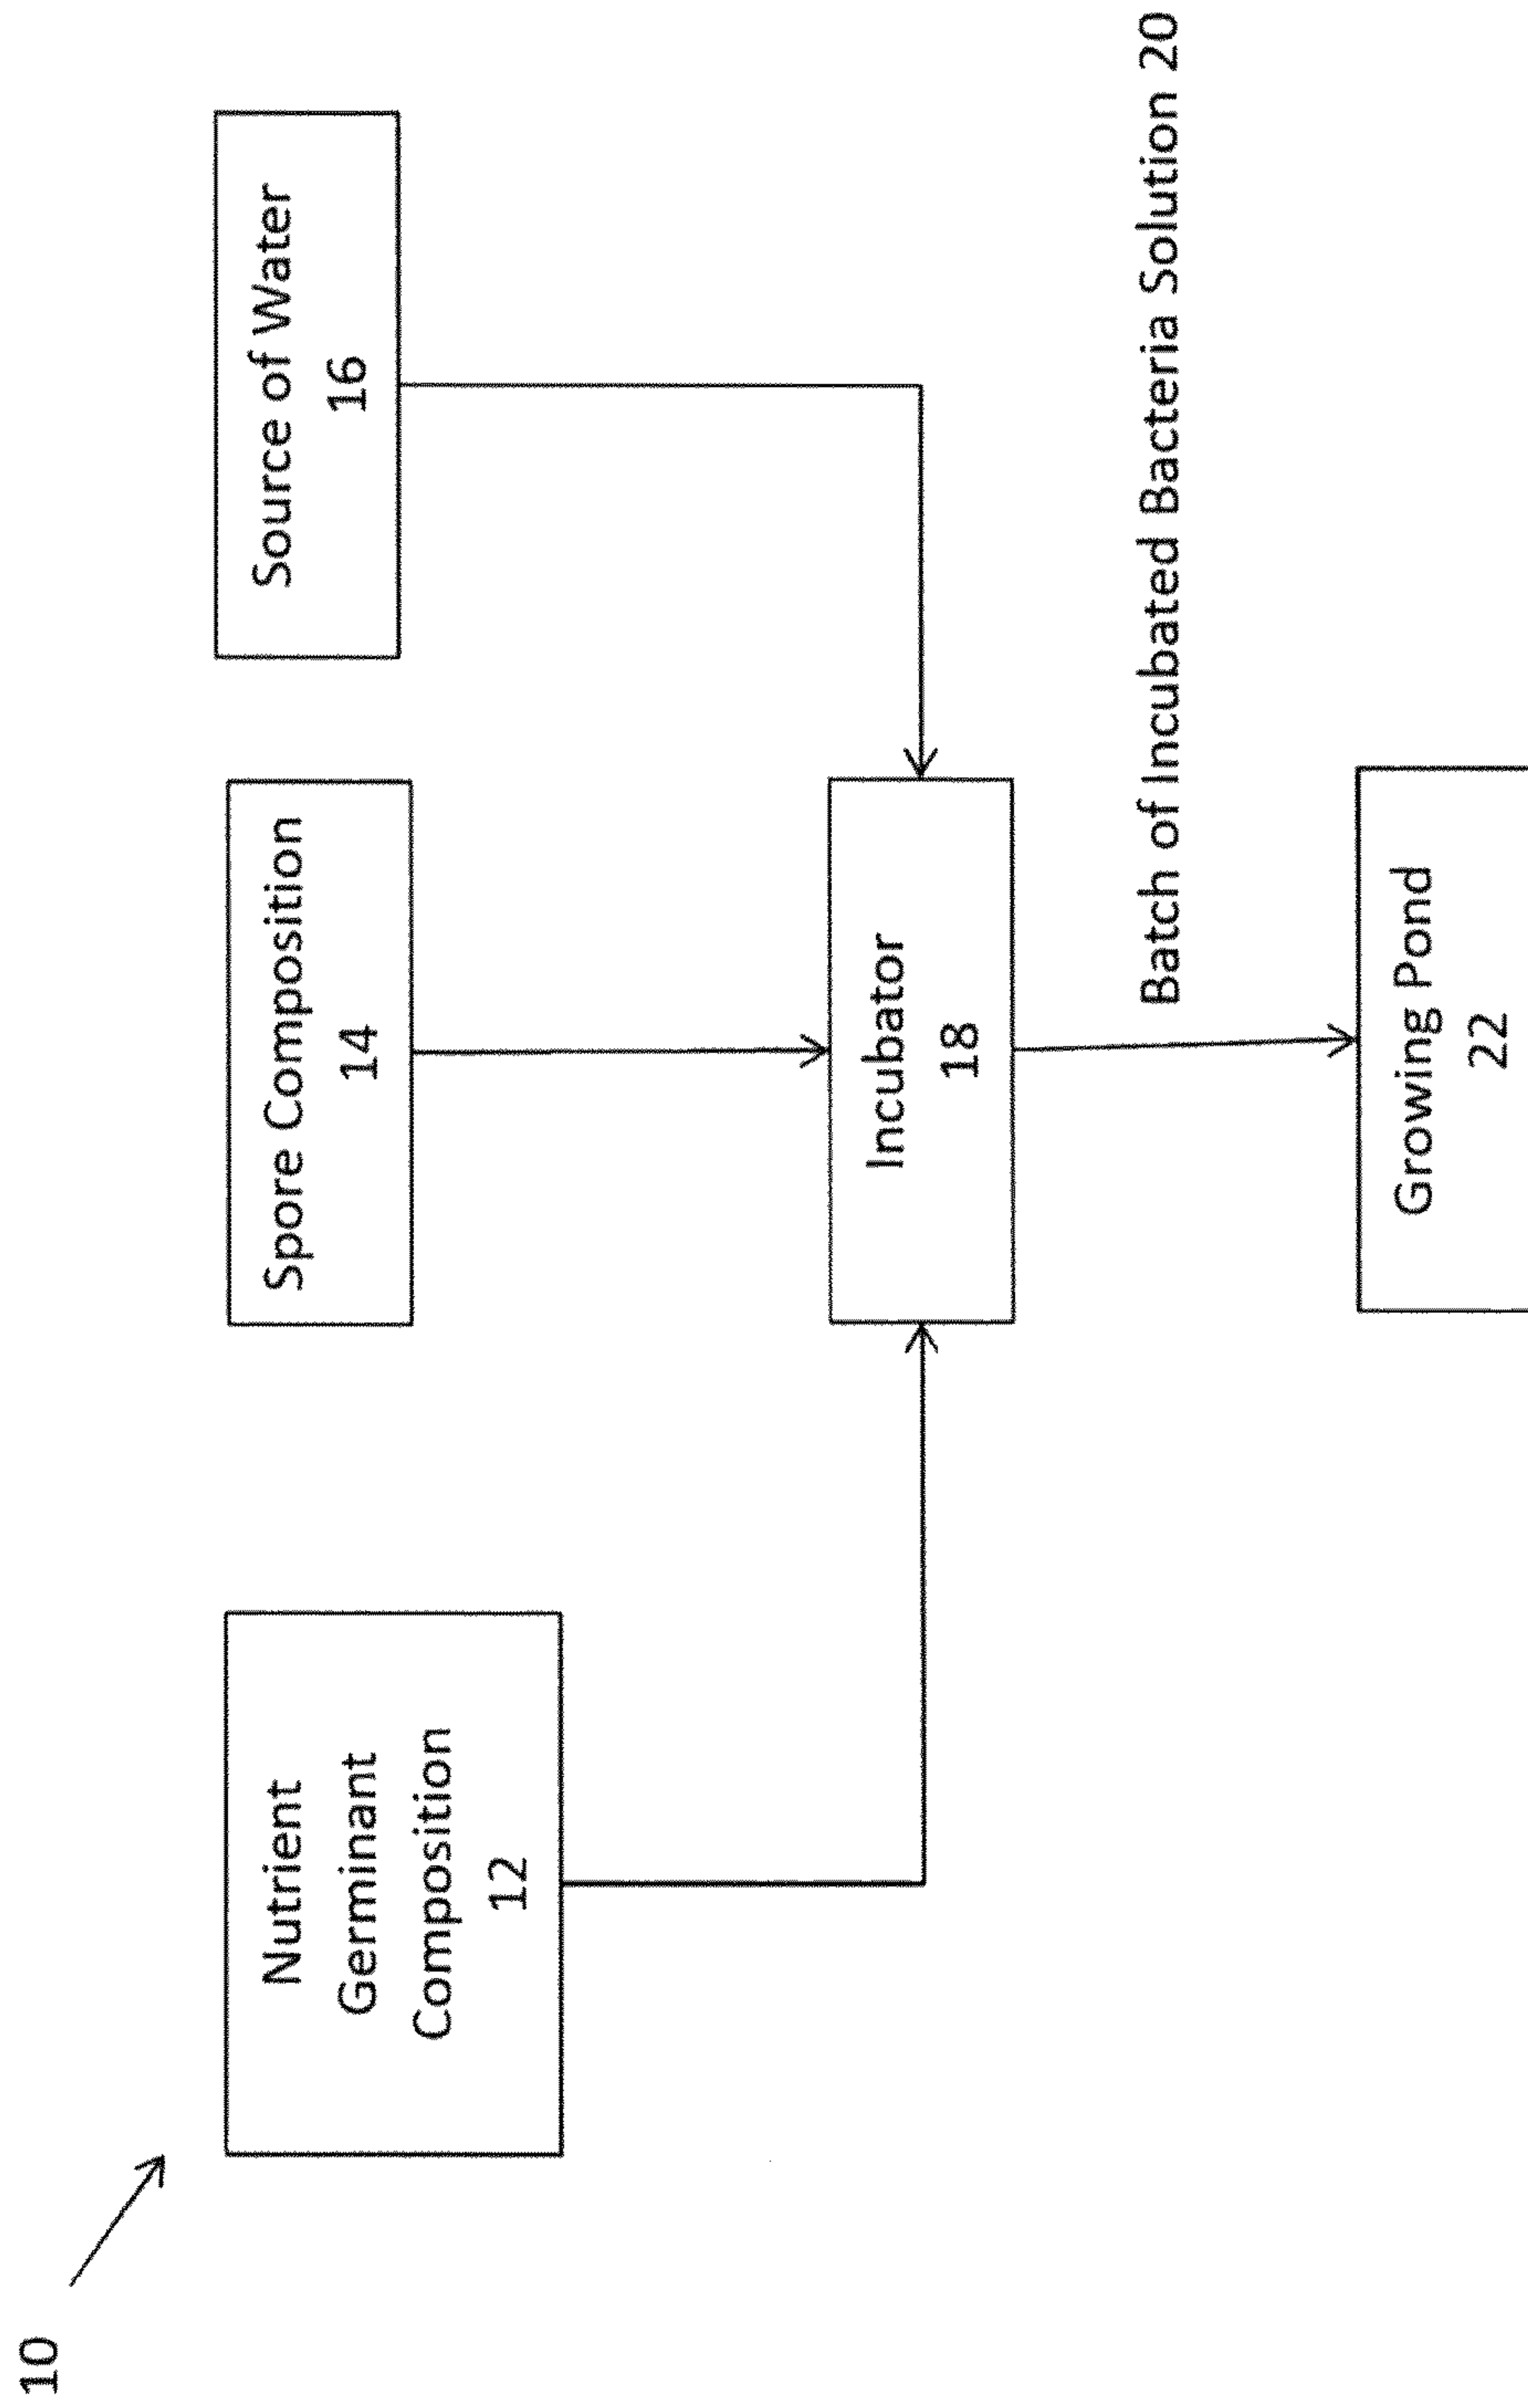 10
Nutrient
Germinant
Composition
12
Spore Composition
14
Source of Water
16
Incubator
18
Batch of Incubated Bacteria Solution 20
Growing Pond
22